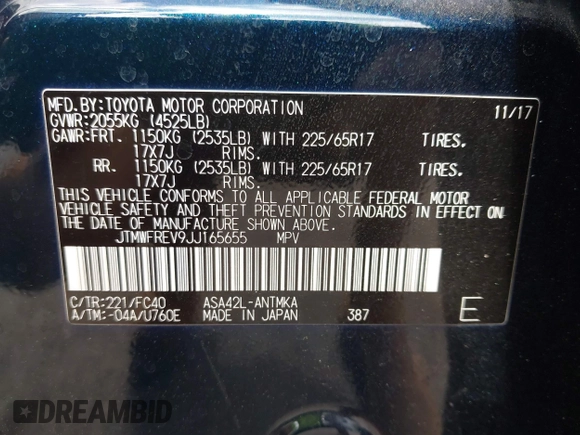 MFD.BY:TOYOTA MOTOR CORPORATION 11/17
GVWR:2055KG (4525LB)
GAWR:FRT. 1150KG (2535LB) WITH 225/65R17 TIRES.
17X7J RIMS.
RR. 1150KG (2535LB) WITH 225/65R17 TIRES.
17X7J RIMS.
THIS VEHICLE CONFORMS TO ALL APPLICABLE FEDERAL MOTOR
VEHICLE SAFETY AND THEFT PREVENTION STANDARDS IN EFFECT ON
THE DATE OF MANUFACTURE SHOWN ABOVE.
JTMWFREV9JJ165655 MPV
C/TR:221/FC40 ASA42L-ANTMKA
A/TM:-04A/U760E MADE IN JAPAN 387 E
DREAMBID